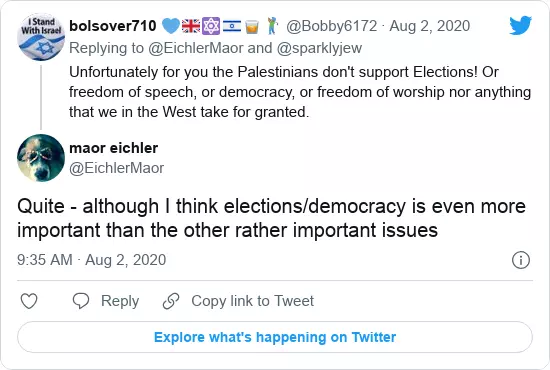 I Stand
With Israel
bolsover710 💙🇬🇧🔯🇮🇱🥃🏌️ @Bobby6172 · Aug 2, 2020
Replying to @EichlerMaor and @sparklyjew
Unfortunately for you the Palestinians don't support Elections! Or
freedom of speech, or democracy, or freedom of worship nor anything
that we in the West take for granted.
maor eichler
@EichlerMaor
Quite - although I think elections/democracy is even more
important than the other rather important issues
9:35 AM · Aug 2, 2020
Reply
Copy link to Tweet
Explore what's happening on Twitter